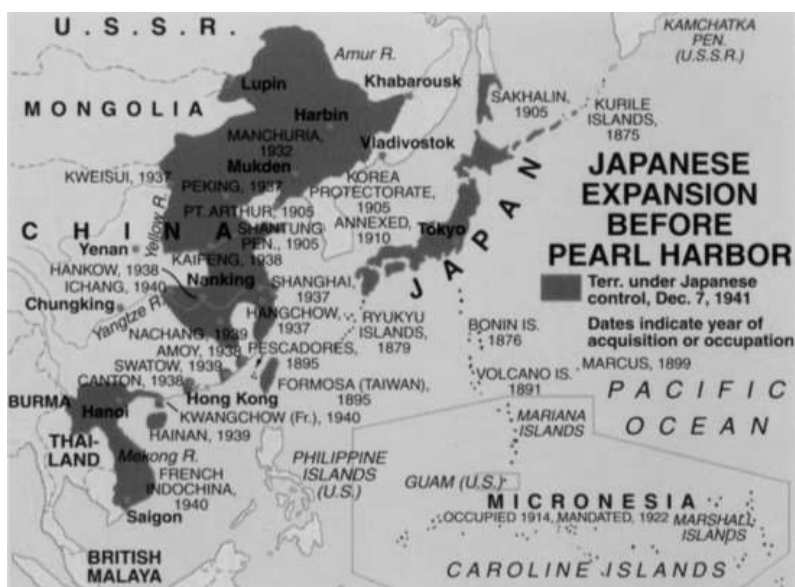 U.S.S.R.
Amur R.
KAMCHATKA
PEN.
(U.S.S.R.)
Lupin
Khabarousk
MONGOLIA
Harbin
SAKHALIN,
1905
KURILE
ISLANDS,
1875
MANCHURIA,
1932
Vladivostok
Mukden
KWEISUI, 1937
PEKING, 1937
KOREA
PROTECTORATE,
1905
ANNEXED,
1910
PT. ARTHUR, 1905
SHANTUNG
PEN., 1905
CHINA
Yellow R.
Tokyo
JAPAN
JAPANESE
EXPANSION
BEFORE
PEARL HARBOR
Terr. under Japanese
control, Dec. 7, 1941
Dates indicate year of
acquisition or occupation
Yenan
KAIFENG, 1938
HANKOW, 1938
ICHANG, 1940
Nanking
SHANGHAI,
1937
Chungking
Yangtze R.
HANGCHOW,
1937
RYUKYU
ISLANDS,
1879
BONIN IS.
1876
NACHANG, 1939
AMOY, 1938
PESCADORES,
1895
SWATOW, 1939
MARCUS, 1899
VOLCANO IS.
1891
CANTON, 1938
FORMOSA (TAIWAN),
1895
PACIFIC
OCEAN
BURMA
Hanoi
Hong Kong
KWANGCHOW (Fr.), 1940
HAINAN, 1939
MARIANA
ISLANDS
THAI-
LAND
Mekong R.
PHILIPPINE
ISLANDS
(U.S.)
GUAM (U.S.)
FRENCH
INDOCHINA,
1940
MICRONESIA
OCCUPIED 1914, MANDATED, 1922
MARSHALL
ISLANDS
Saigon
BRITISH
MALAYA
CAROLINE ISLANDS